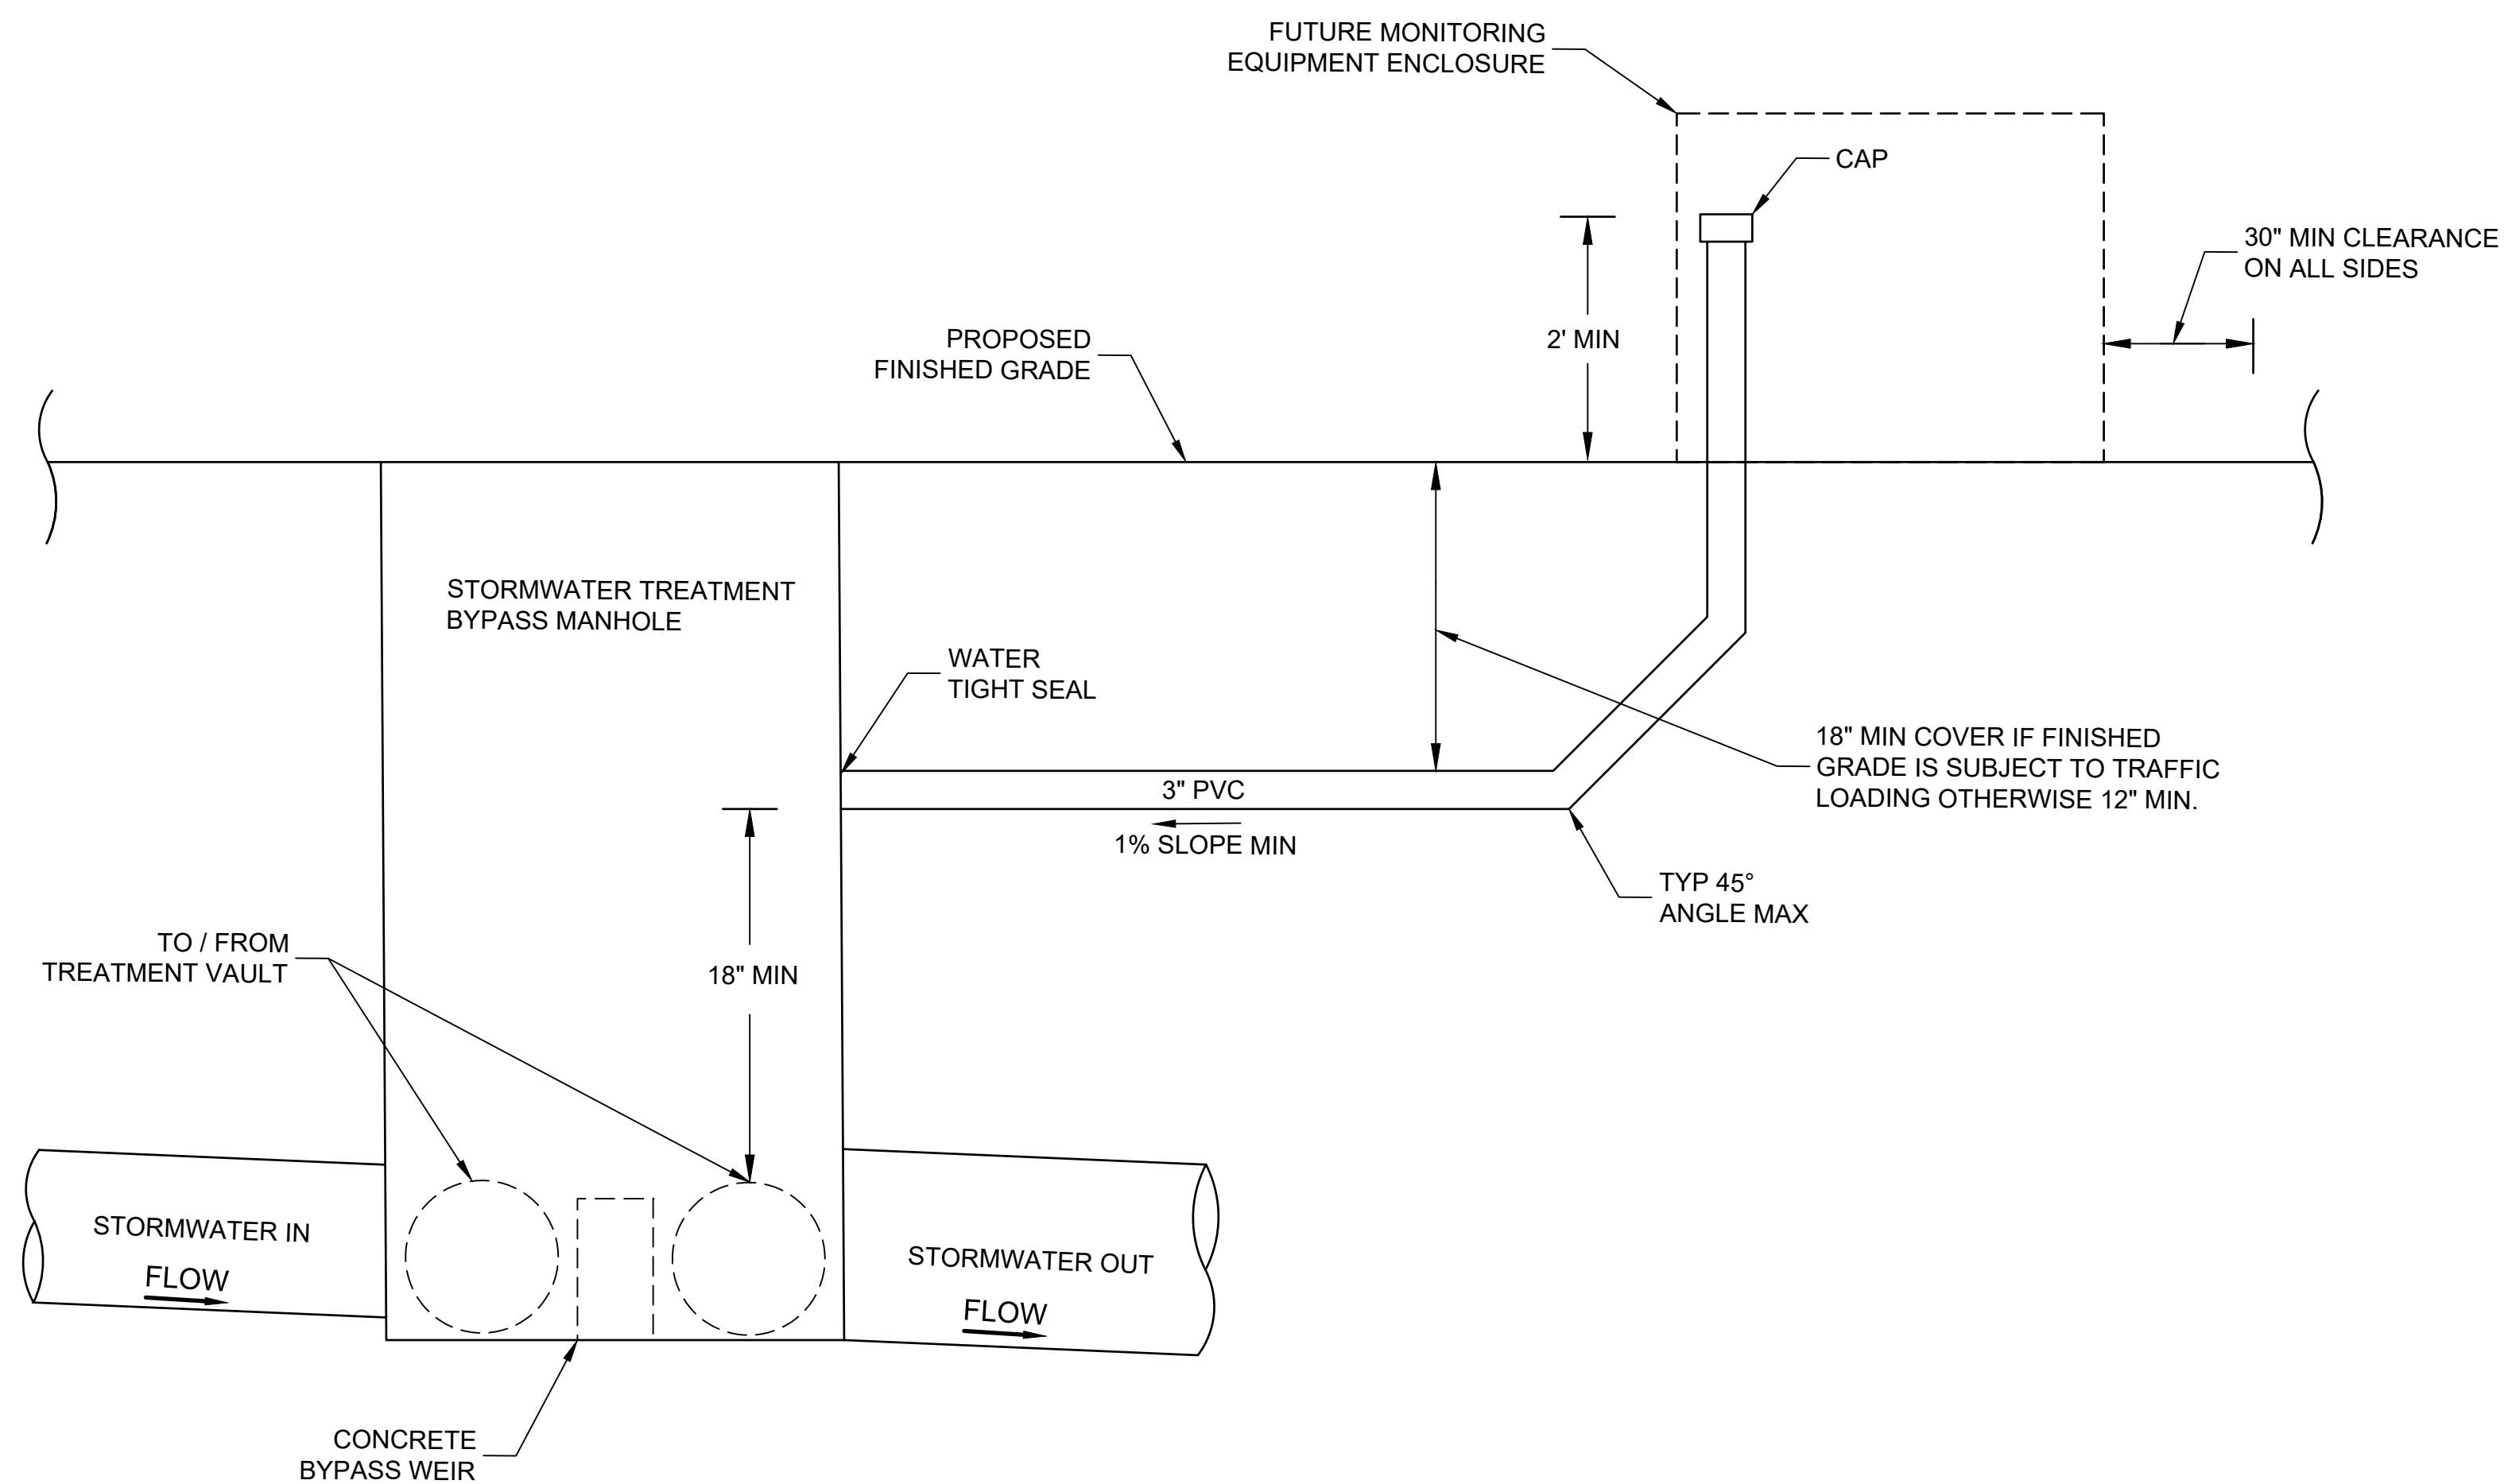 FUTURE MONITORING
EQUIPMENT ENCLOSURE
CAP
30" MIN CLEARANCE
ON ALL SIDES
PROPOSED
FINISHED GRADE
2' MIN
STORMWATER TREATMENT
BYPASS MANHOLE
WATER
TIGHT SEAL
18" MIN COVER IF FINISHED
GRADE IS SUBJECT TO TRAFFIC
LOADING OTHERWISE 12" MIN.
3" PVC
1% SLOPE MIN
TYP 45°
ANGLE MAX
TO / FROM
TREATMENT VAULT
18" MIN
STORMWATER IN
FLOW
STORMWATER OUT
FLOW
CONCRETE
BYPASS WEIR